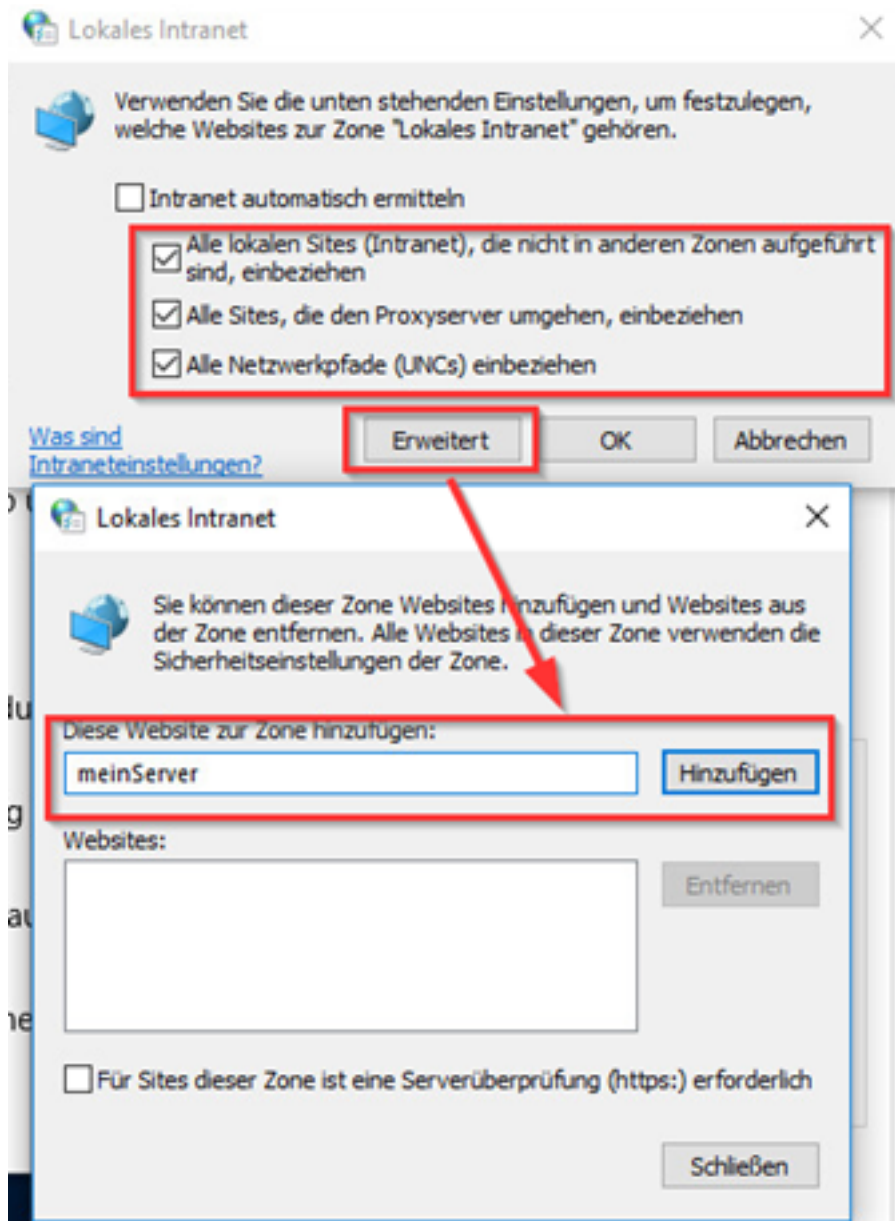 Lokales Intranet
Verwenden Sie die unten stehenden Einstellungen, um festzulegen,
welche Websites zur Zone "Lokales Intranet" gehören.
Intranet automatisch ermitteln
Alle lokalen Sites (Intranet), die nicht in anderen Zonen aufgeführt
sind, einbeziehen
Alle Sites, die den Proxyserver umgehen, einbeziehen
Alle Netzwerkpfade (UNCs) einbeziehen
Was sind
Intraneteinstellungen?
Erweitert
OK
Abbrechen
Lokales Intranet
Sie können dieser Zone Websites hinzufügen und Websites aus
der Zone entfernen. Alle Websites in dieser Zone verwenden die
Sicherheitseinstellungen der Zone.
Diese Website zur Zone hinzufügen:
meinServer
Hinzufügen
Websites:
Entfernen
Für Sites dieser Zone ist eine Serverüberprüfung (https:) erforderlich
Schließen